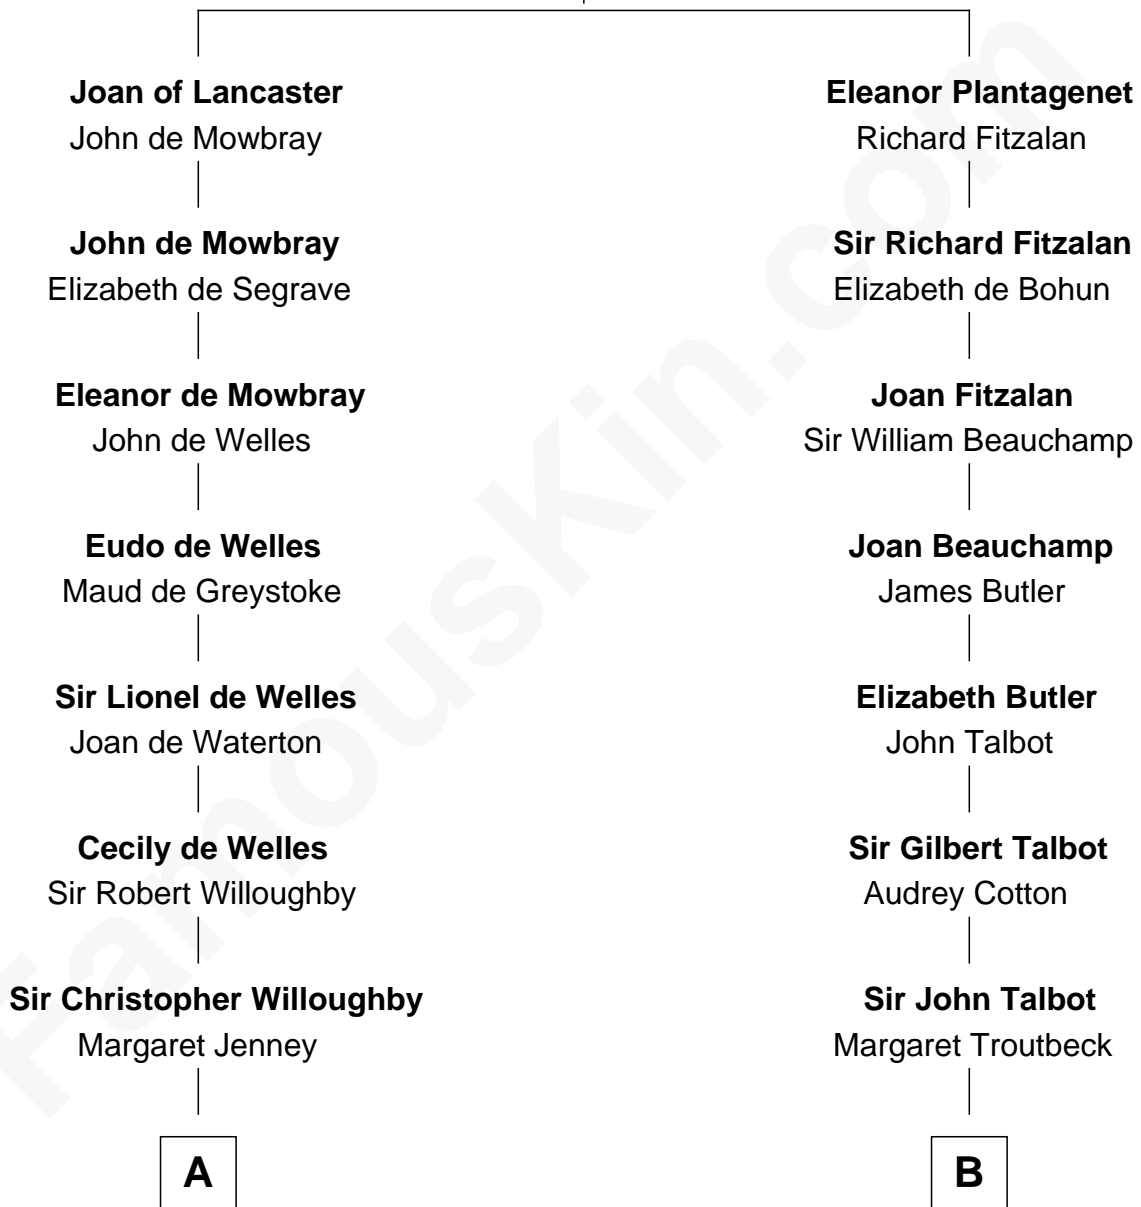 Joan of Lancaster
John de Mowbray
John de Mowbray
Elizabeth de Segrave
Eleanor de Mowbray
John de Welles
Eudo de Welles
Maud de Greystoke
Sir Lionel de Welles
Joan de Waterton
Cecily de Welles
Sir Robert Willoughby
Sir Christopher Willoughby
Margaret Jenney
A
Eleanor Plantagenet
Richard Fitzalan
Sir Richard Fitzalan
Elizabeth de Bohun
Joan Fitzalan
Sir William Beauchamp
Joan Beauchamp
James Butler
Elizabeth Butler
John Talbot
Sir Gilbert Talbot
Audrey Cotton
Sir John Talbot
Margaret Troutbeck
B
FamousKin.com